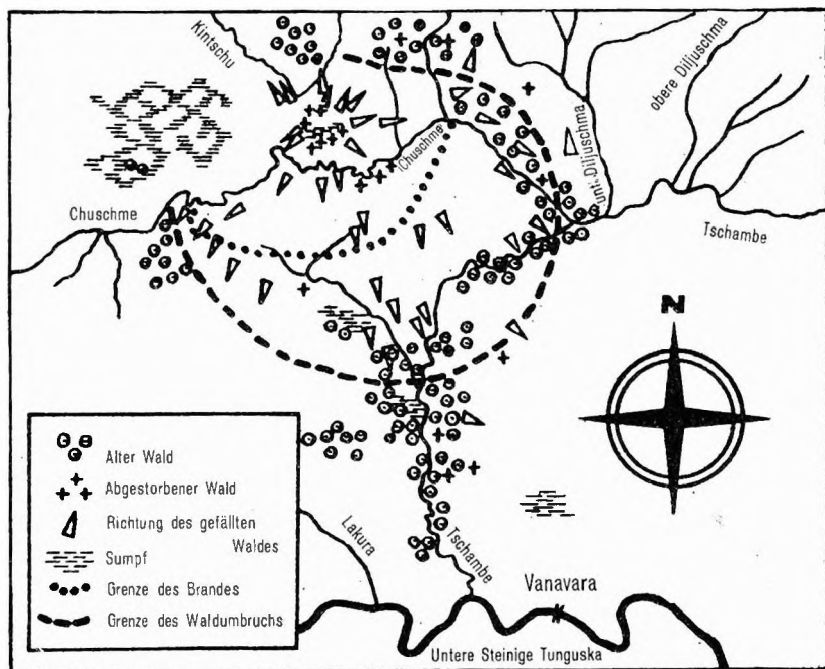 Kintschu
Chuschme
unt. Diljuschma
obere Diljuschma
Chuschme
Tschambe
N
Alter Wald
Abgestorbener Wald
Richtung des gefällten
Waldes
Sumpf
Grenze des Brandes
Grenze des Waldumbruchs
Lakura
Tschambe
Vanavara
Untere Steinige Tunguska